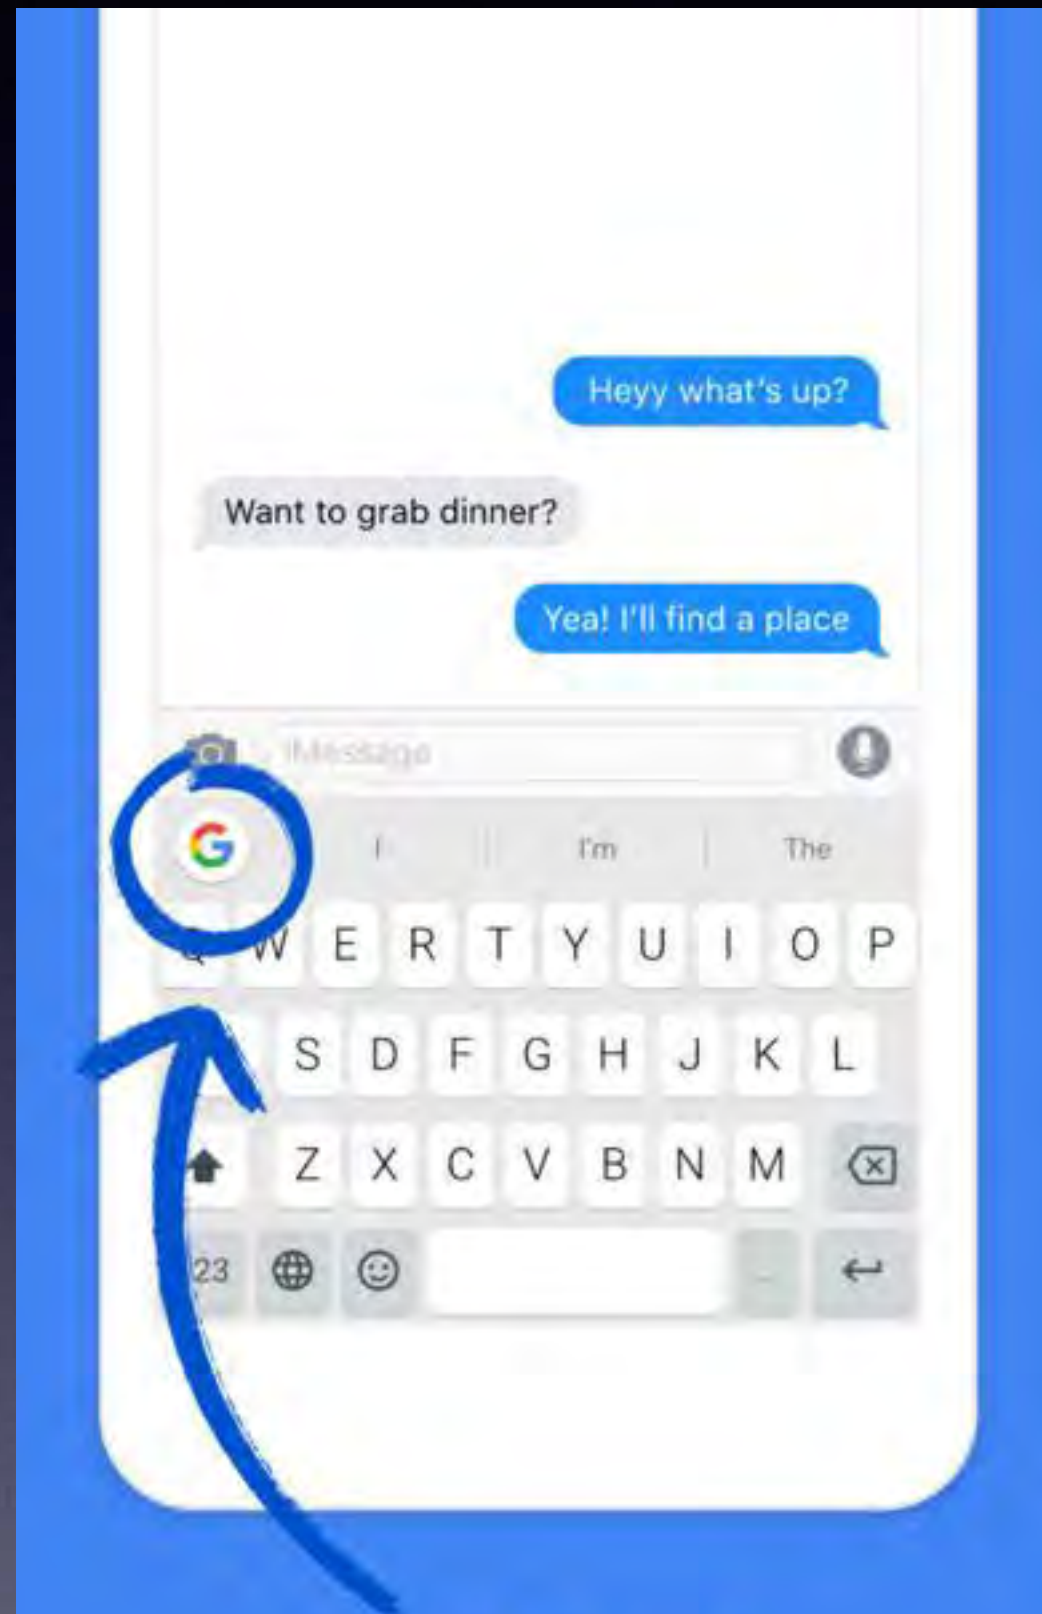 Heyy what's up?
Want to grab dinner?
Yea! I'll find a place
iMessage
G I I'm The
Q W E R T Y U I O P
S D F G H J K L
Z X C V B N M
23